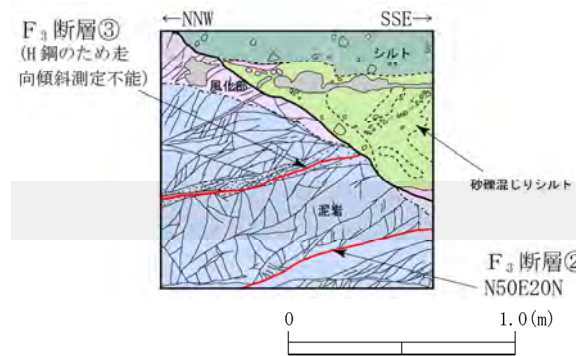 ←NNW
SSE→
F₃断層③
(H鋼のため走
向傾斜測定不能)
シルト
風化部
砂礫混じりシルト
泥岩
F₃断層②
N50E20N
0
1.0(m)